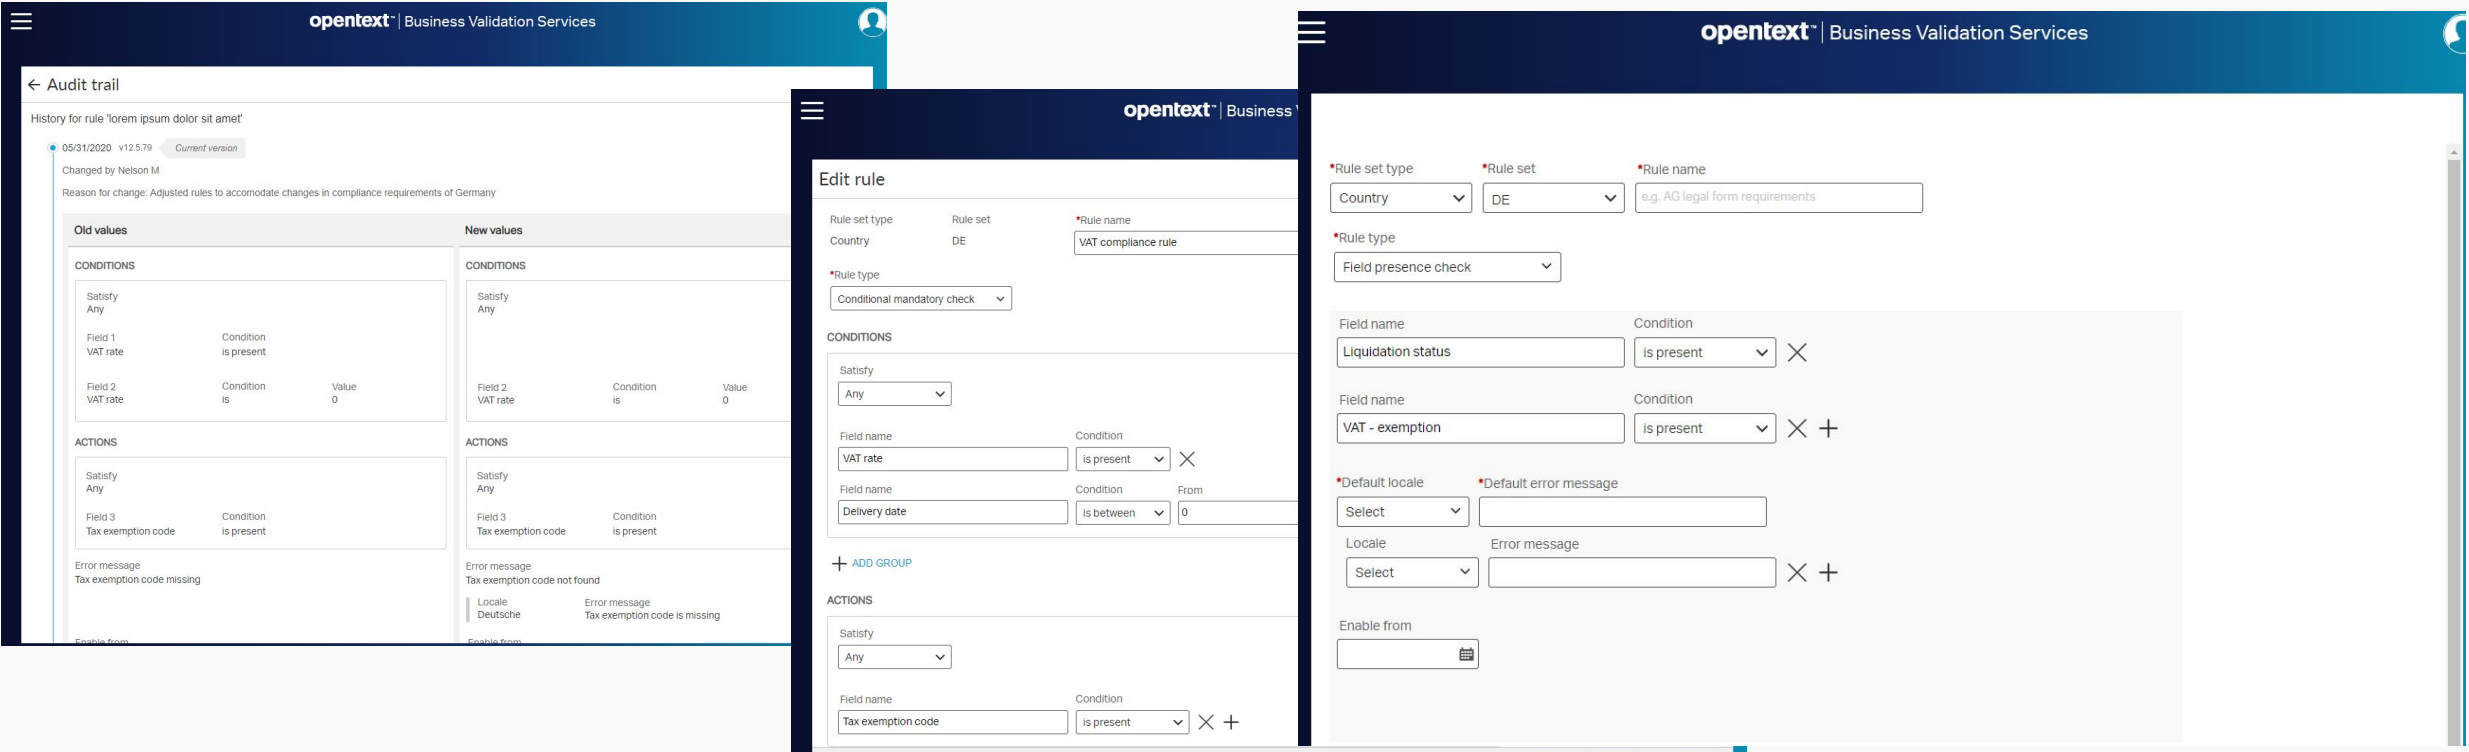 opentext™ | Business Validation Services
← Audit trail
History for rule 'lorem ipsum dolor sit amet'
05/31/2020 v12.5.79 Current version
Changed by Nelson M
Reason for change: Adjusted rules to accomodate changes in compliance requirements of Germany
Old values New values
CONDITIONS CONDITIONS
Satisfy Satisfy
Any Any
Field 1 Condition
VAT rate is present
Field 2 Condition Value Field 2 Condition Value
VAT rate is 0 VAT rate is 0
ACTIONS ACTIONS
Satisfy Satisfy
Any Any
Field 3 Condition Field 3 Condition
Tax exemption code is present Tax exemption code is present
Error message Error message
Tax exemption code missing Tax exemption code not found
Locale Error message
Deutsche Tax exemption code is missing
Enable from Enable from
opentext™ | Business
Edit rule
Rule set type Rule set *Rule name
Country DE VAT compliance rule
*Rule type
Conditional mandatory check
CONDITIONS
Satisfy
Any
Field name Condition
VAT rate is present
Field name Condition From
Delivery date is between 0
+ ADD GROUP
ACTIONS
Satisfy
Any
Field name Condition
Tax exemption code is present
opentext™ | Business Validation Services
*Rule set type *Rule set *Rule name
Country DE e.g. AG legal form requirements
*Rule type
Field presence check
Field name Condition
Liquidation status is present
Field name Condition
VAT - exemption is present
*Default locale *Default error message
Select
Locale Error message
Select
Enable from